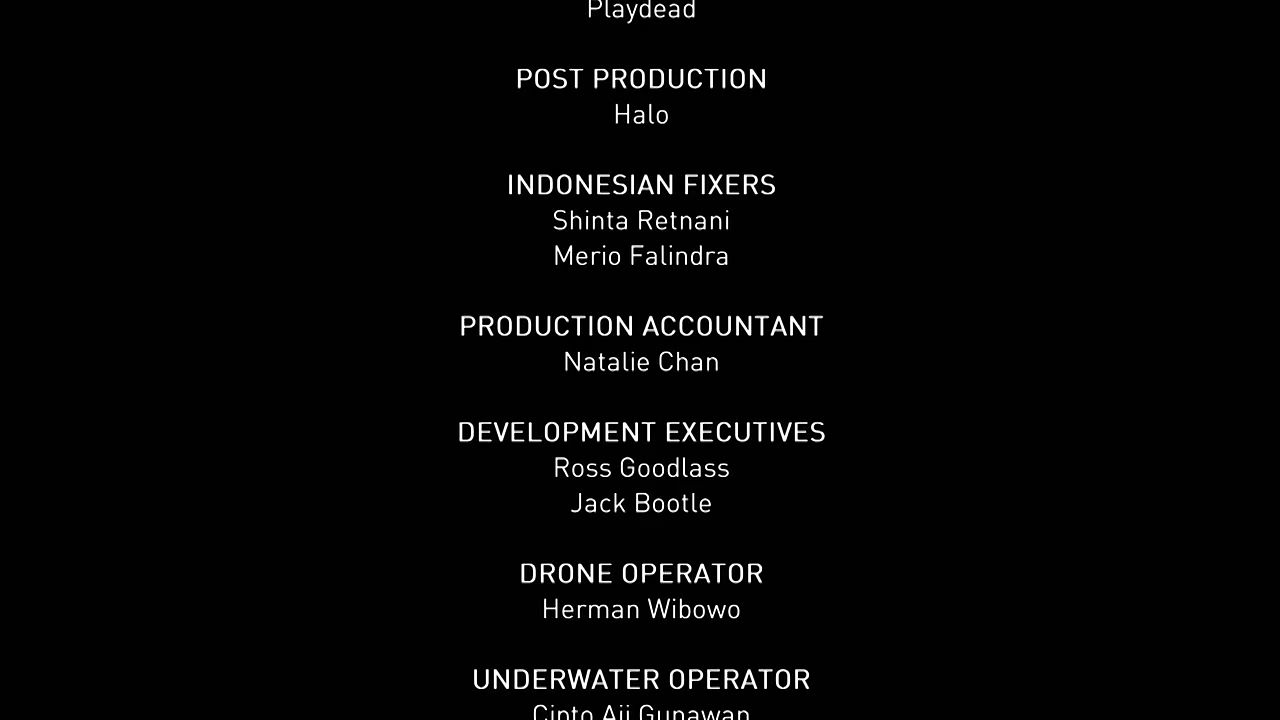 Playdead
POST PRODUCTION
Halo
INDONESIAN FIXERS
Shinta Retnani
Merio Falindra
PRODUCTION ACCOUNTANT
Natalie Chan
DEVELOPMENT EXECUTIVES
Ross Goodlass
Jack Bootle
DRONE OPERATOR
Herman Wibowo
UNDERWATER OPERATOR
Cipto Aji Gunawan